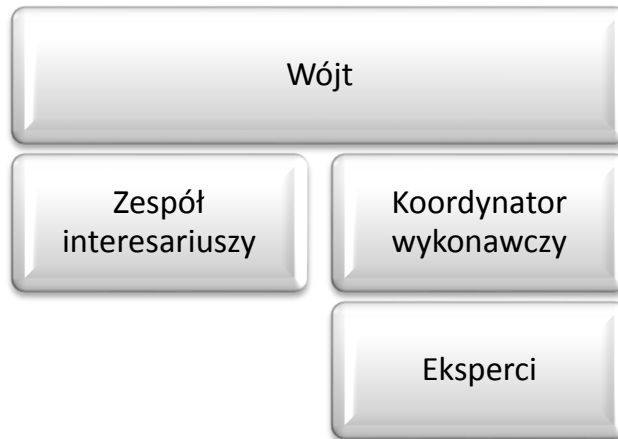 Wójt
Zespół
interesariuszy
Koordynator
wykonawczy
Eksperci